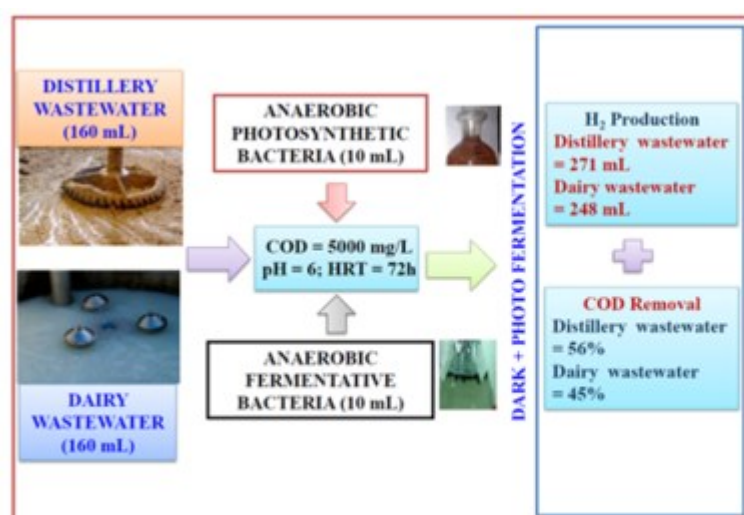 DISTILLERY
WASTEWATER
(160 mL)
DAIRY
WASTEWATER
(160 mL)
ANAEROBIC
PHOTOSYNTHETIC
BACTERIA (10 mL)
COD = 5000 mg/L
pH = 6; HRT = 72h
ANAEROBIC
FERMENTATIVE
BACTERIA (10 mL)
DARK + PHOTO FERMENTATION
H₂ Production
Distillery wastewater
= 271 mL
Dairy wastewater
= 248 mL
COD Removal
Distillery wastewater
= 56%
Dairy wastewater
= 45%